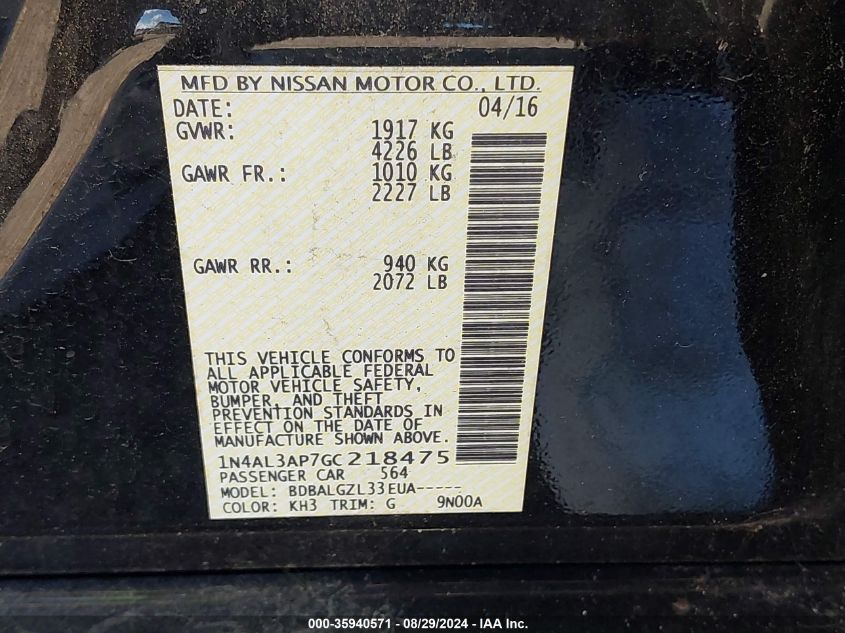 MFD BY NISSAN MOTOR CO., LTD.
DATE: 04/16
GVWR: 1917 KG
4226 LB
GAWR FR.: 1010 KG
2227 LB
GAWR RR.: 940 KG
2072 LB
THIS VEHICLE CONFORMS TO
ALL APPLICABLE FEDERAL
MOTOR VEHICLE SAFETY,
BUMPER, AND THEFT
PREVENTION STANDARDS IN
EFFECT ON THE DATE OF
MANUFACTURE SHOWN ABOVE.
1N4AL3AP7GC218475
PASSENGER CAR 564
MODEL: BDBALGZL33EUA-----
COLOR: KH3 TRIM: G 9N00A
000-35940571 - 08/29/2024 - IAA Inc.